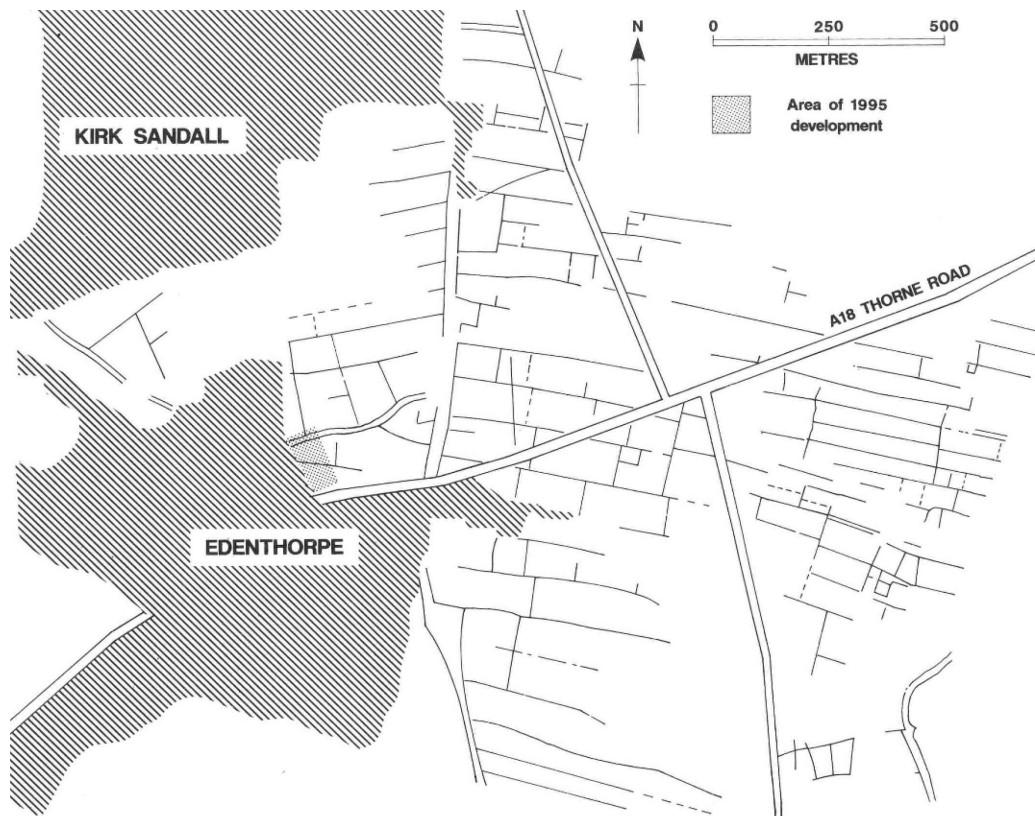 N
0 250 500
METRES
Area of 1995
development
KIRK SANDALL
A18 THORNE ROAD
EDENTHORPE